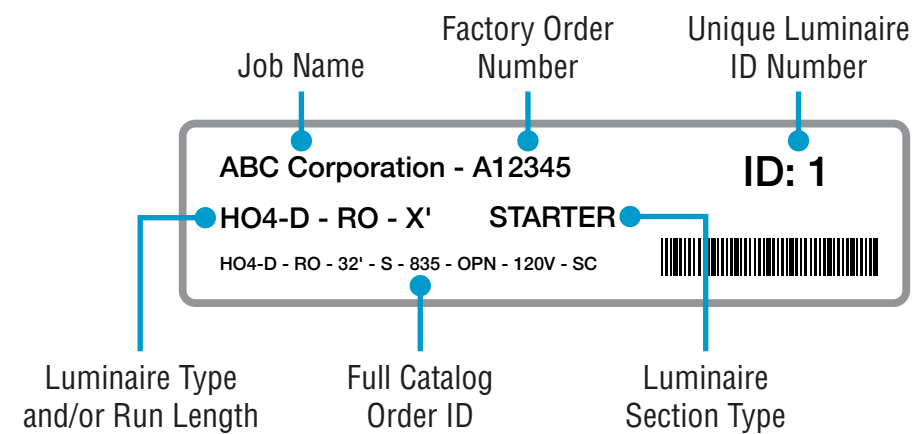 Job Name
Factory Order
Number
Unique Luminaire
ID Number
ABC Corporation - A12345
ID: 1
HO4-D - RO - X'
STARTER
HO4-D - RO - 32' - S - 835 - OPN - 120V - SC
Luminaire Type
and/or Run Length
Full Catalog
Order ID
Luminaire
Section Type